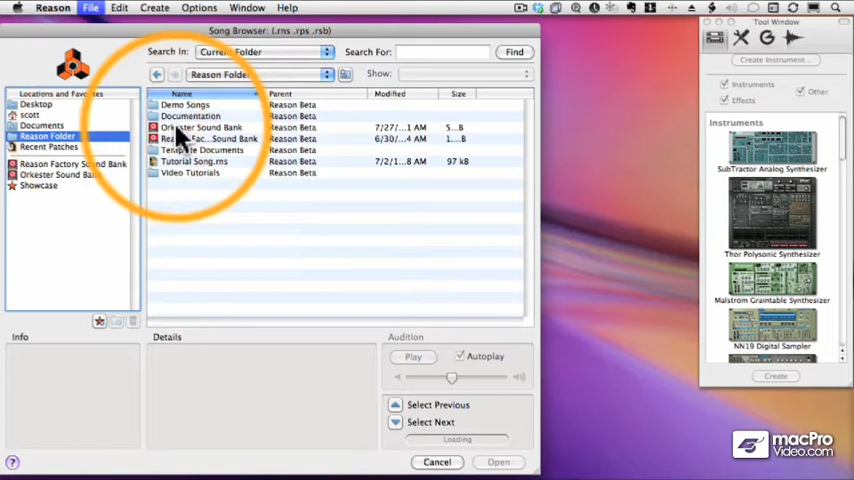 Reason File Edit Create Options Window Help
Song Browser: (.rns .rps .rsb)
Search In: Current Folder Search For: Find
Reason Folder Show:
Locations and Favorites
Desktop
scott
Documents
Reason Folder
Recent Patches
Reason Factory Sound Bank
Orkester Sound Bank
Showcase
Name Parent Modified Size
Demo Songs Reason Beta
Documentation Reason Beta
Orkester Sound Bank Reason Beta 7/27/...1 AM 5...B
Fac...Sound Bank Reason Beta 6/30/...4 AM 1...B
Template Documents Reason Beta
Tutorial Song.rns Reason Beta 7/2/1...8 AM 97 kB
Video Tutorials Reason Beta
Info
Details
Audition
Play Autoplay
Select Previous
Select Next
Loading
? Cancel Open
Tool Window
Create Instrument...
Instruments
Other
Effects
Instruments
SubTractor Analog Synthesizer
Thor Polysonic Synthesizer
Malstrom Graintable Synthesizer
NN19 Digital Sampler
Create
macPro
Video.com